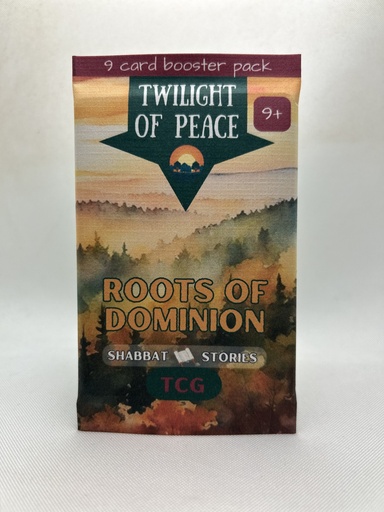 9 card booster pack
TWILIGHT
OF PEACE
9+
ROOTS OF
DOMINION
SHABBAT STORIES
TCG